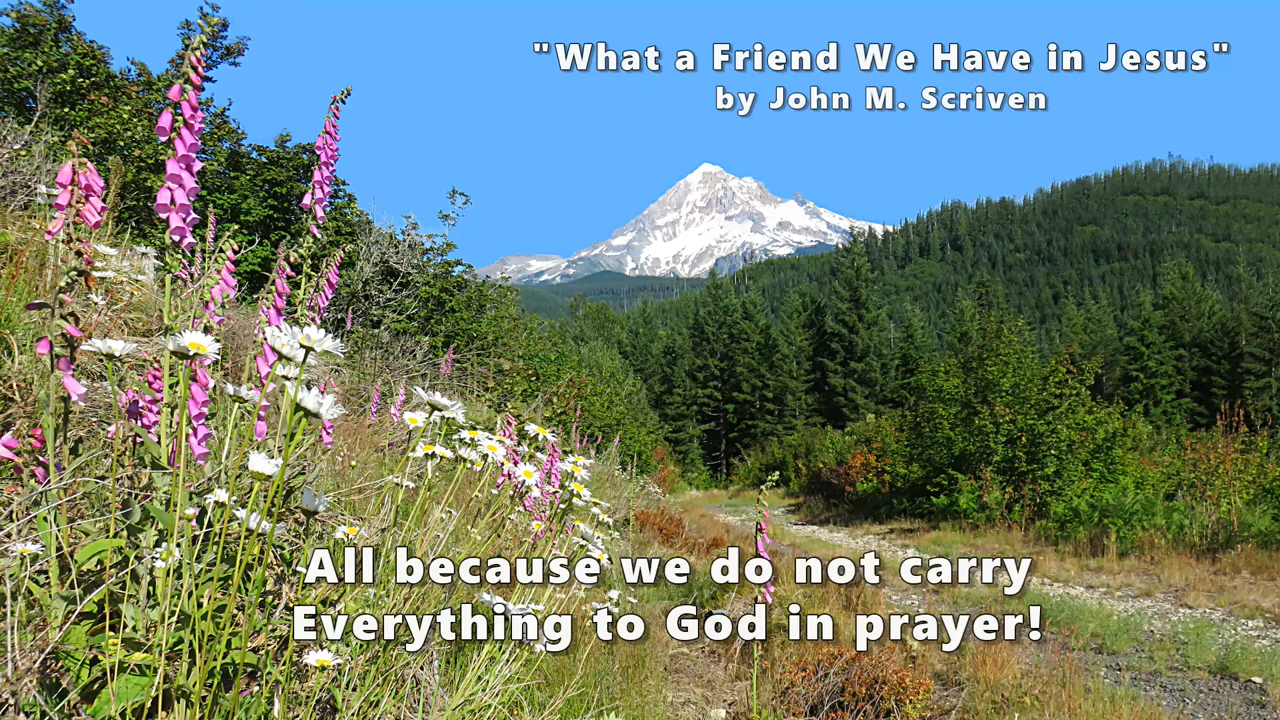 "What a Friend We Have in Jesus"
by John M. Scriven
All because we do not carry
Everything to God in prayer!